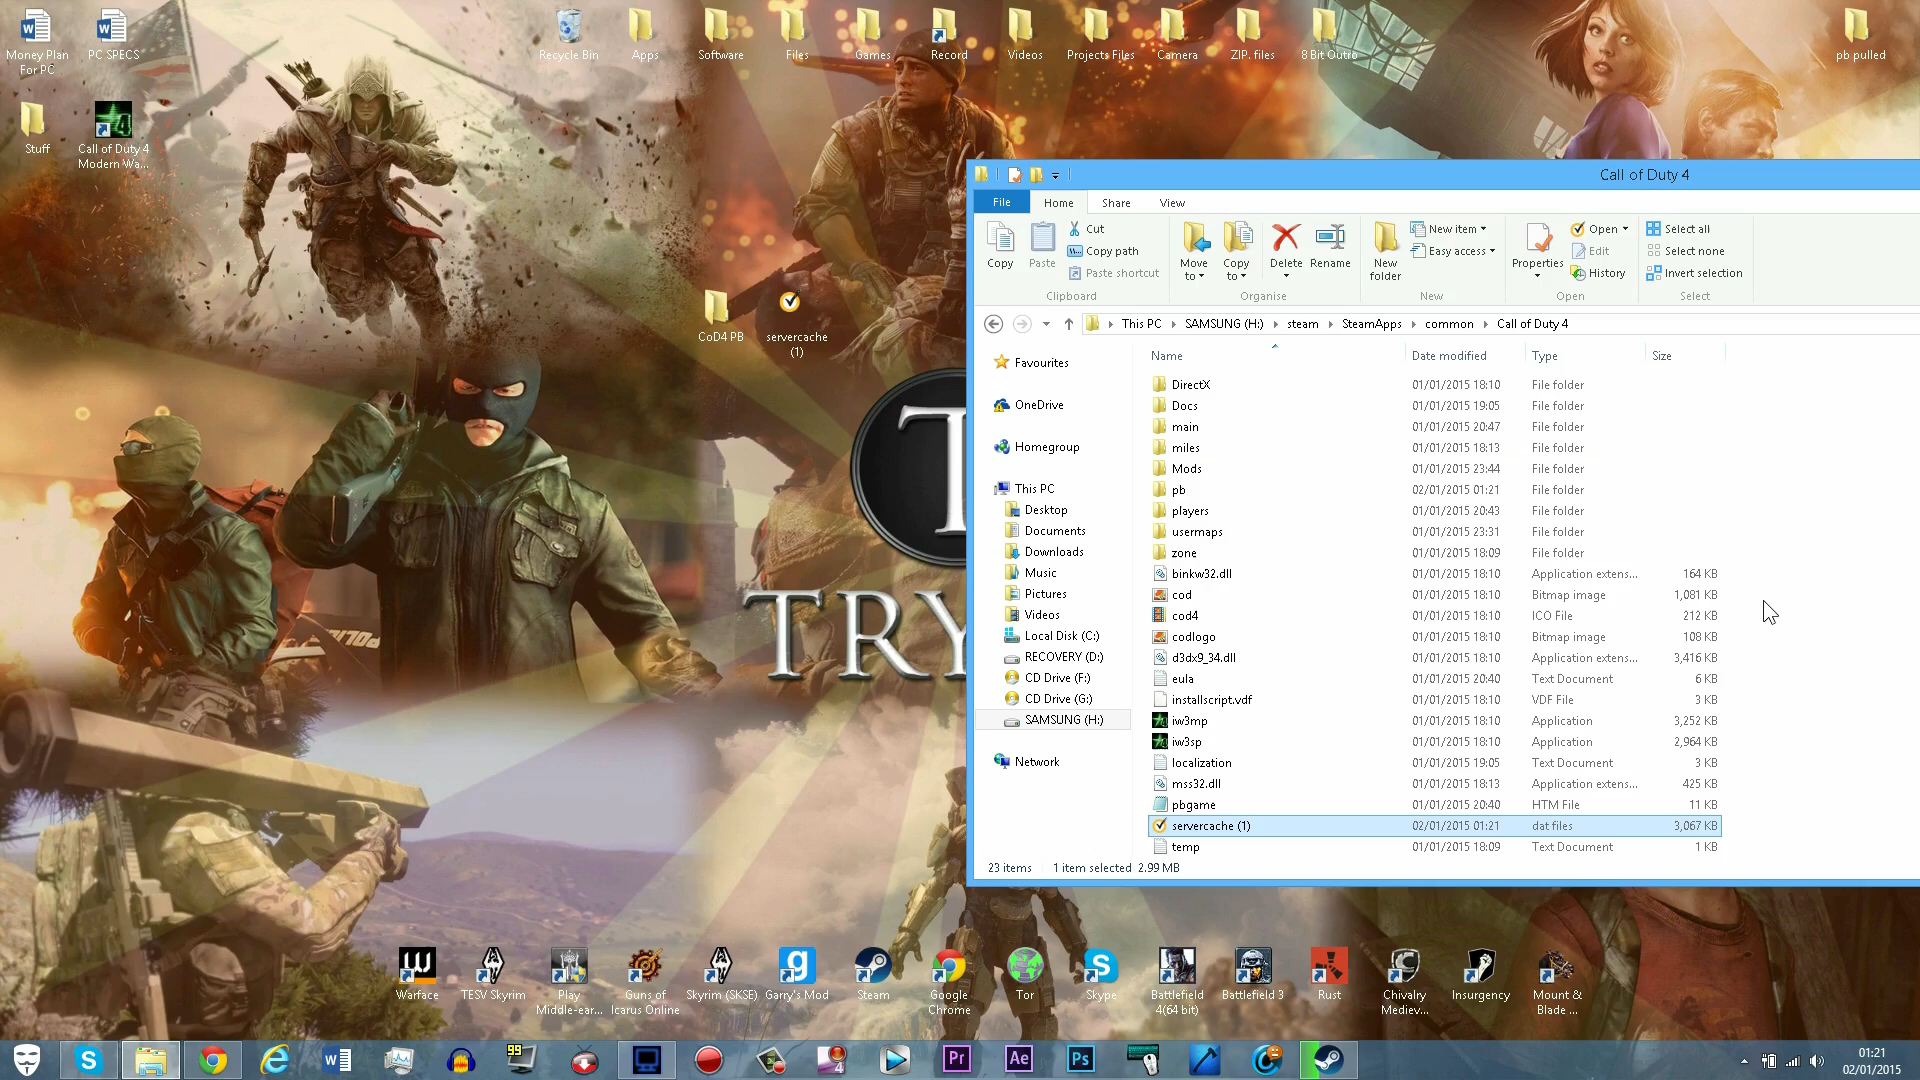 Money Plan
For PC
PC SPECS
Recycle Bin
Apps
Software
Files
Games
Record
Videos
Projects Files
Camera
ZIP. files
8 Bit Outro
pb pulled
Stuff
Call of Duty 4
Modern Wa...
CoD4 PB
servercache
(1)
TRY
Call of Duty 4
File
Home
Share
View
Copy
Paste
Cut
Copy path
Paste shortcut
Clipboard
Move
to
Copy
to
Delete
Rename
Organise
New
folder
New item
Easy access
New
Properties
Open
Edit
History
Open
Select all
Select none
Invert selection
Select
This PC
SAMSUNG (H:)
steam
SteamApps
common
Call of Duty 4
Favourites
OneDrive
Homegroup
This PC
Desktop
Documents
Downloads
Music
Pictures
Videos
Local Disk (C:)
RECOVERY (D:)
CD Drive (F:)
CD Drive (G:)
SAMSUNG (H:)
Network
Name Date modified Type Size
DirectX 01/01/2015 18:10 File folder
Docs 01/01/2015 19:05 File folder
main 01/01/2015 20:47 File folder
miles 01/01/2015 18:13 File folder
Mods 01/01/2015 23:44 File folder
pb 02/01/2015 01:21 File folder
players 01/01/2015 20:43 File folder
usermaps 01/01/2015 23:31 File folder
zone 01/01/2015 18:09 File folder
binkw32.dll 01/01/2015 18:10 Application extens... 164 KB
cod 01/01/2015 18:10 Bitmap image 1,081 KB
cod4 01/01/2015 18:10 ICO File 212 KB
codlogo 01/01/2015 18:10 Bitmap image 108 KB
d3dx9_34.dll 01/01/2015 18:10 Application extens... 3,416 KB
eula 01/01/2015 20:40 Text Document 6 KB
installscript.vdf 01/01/2015 18:10 VDF File 3 KB
iw3mp 01/01/2015 18:10 Application 3,252 KB
iw3sp 01/01/2015 18:10 Application 2,964 KB
localization 01/01/2015 19:05 Text Document 3 KB
mss32.dll 01/01/2015 18:13 Application extens... 425 KB
pbgame 01/01/2015 20:40 HTM File 11 KB
servercache (1) 02/01/2015 01:21 dat files 3,067 KB
temp 01/01/2015 18:09 Text Document 1 KB
23 items 1 item selected 2.99 MB
Warface
TESV Skyrim
Play
Middle-ear...
Guns of
Icarus Online
Skyrim (SKSE)
Garry's Mod
Steam
Google
Chrome
Tor
Skype
Battlefield
4(64 bit)
Battlefield 3
Rust
Chivalry
Mediev...
Insurgency
Mount &
Blade ...
99
Pr
Ae
Ps
01:21
02/01/2015